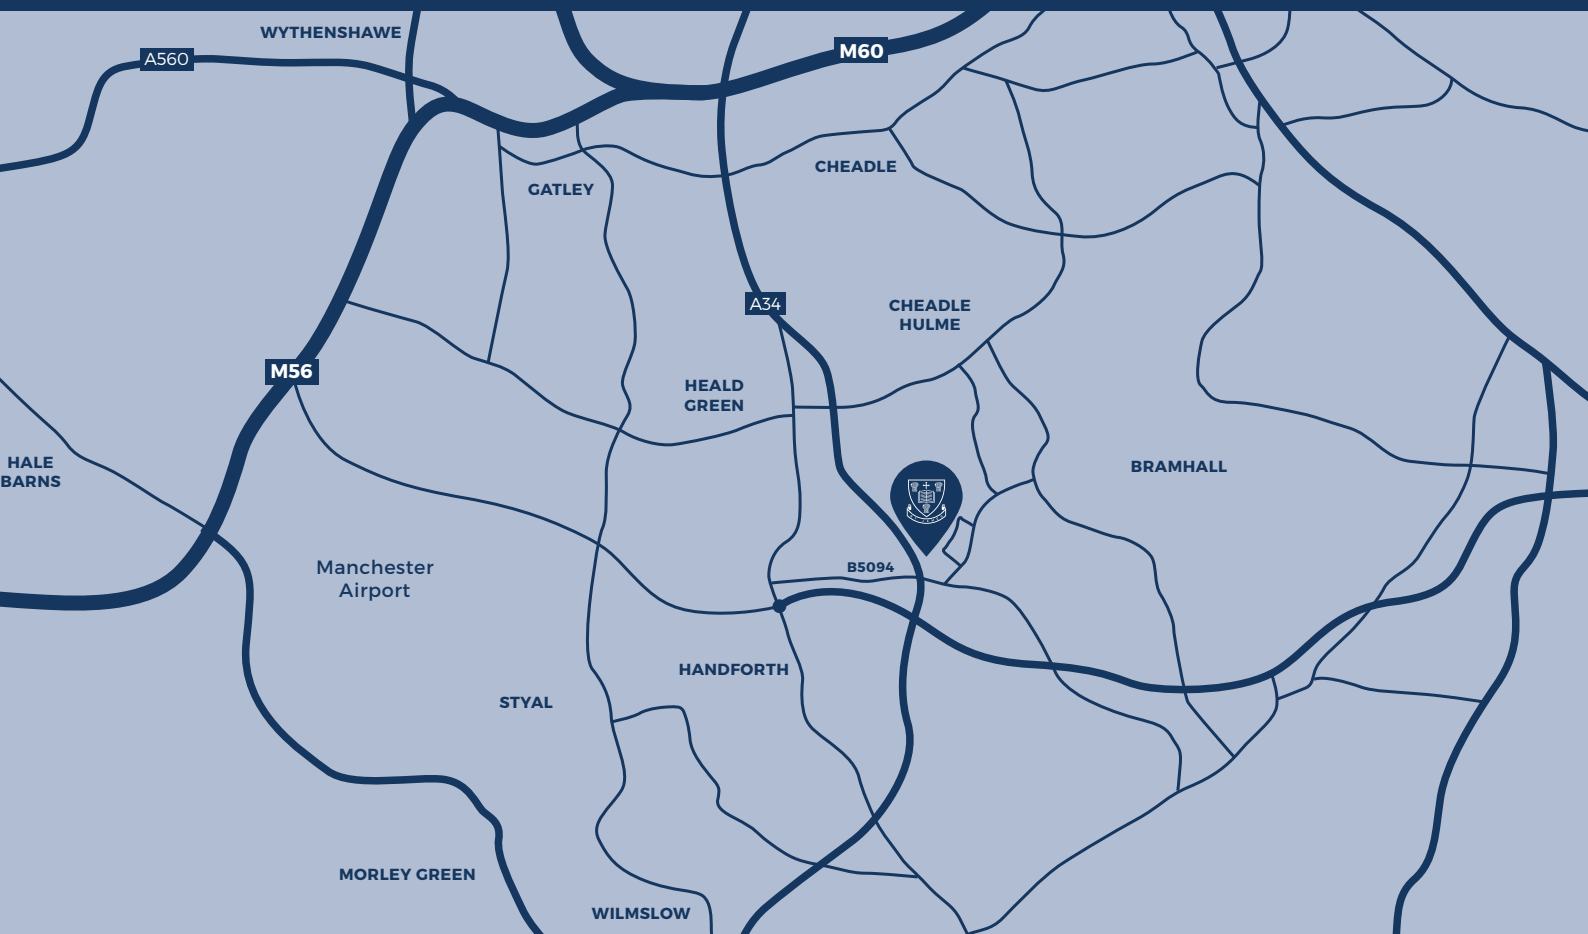 WYTHENSHAWE
A560
M60
CHEADLE
GATLEY
A34
CHEADLE
HULME
M56
HEALD
GREEN
HALE
BARNS
BRAMHALL
Manchester
Airport
B5094
HANDFORTH
STYAL
MORLEY GREEN
WILMSLOW